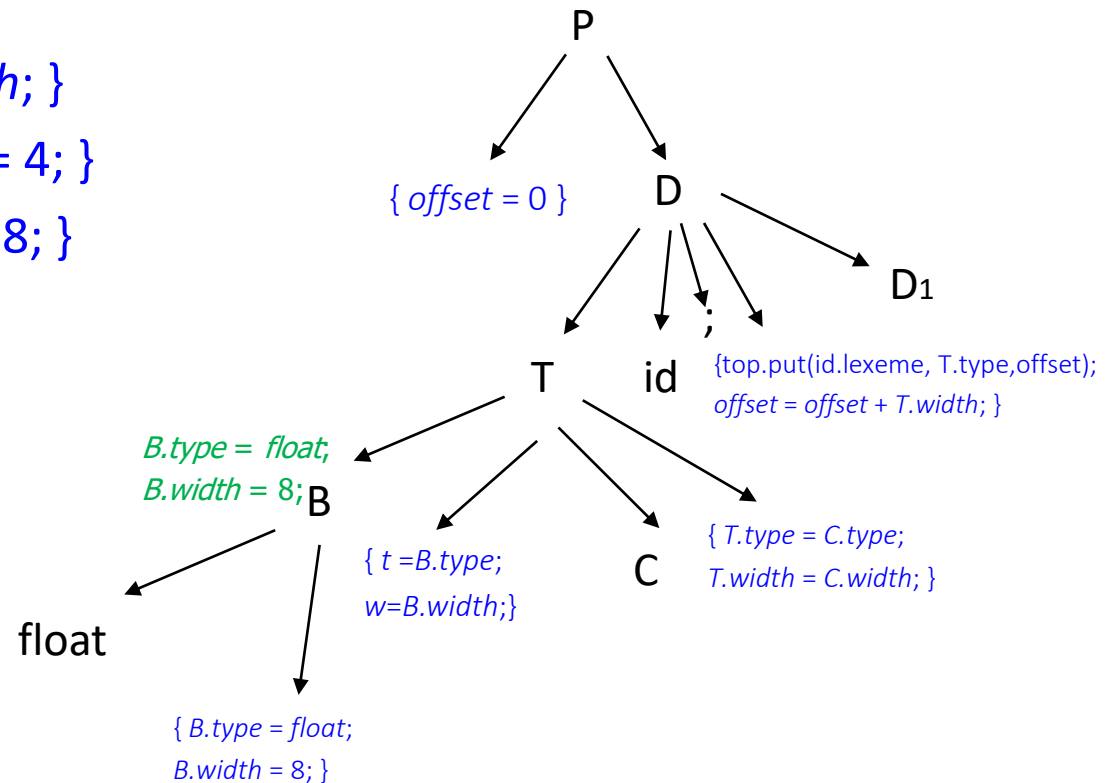 P
h; }
= 4; }
{ offset = 0 }
D
8; }
D1
;
T
id
{top.put(id.lexeme, T.type,offset);
offset = offset + T.width; }
B.type = float;
B.width = 8;
B
{ t =B.type;
w=B.width;}
C
{ T.type = C.type;
T.width = C.width; }
float
{ B.type = float;
B.width = 8; }